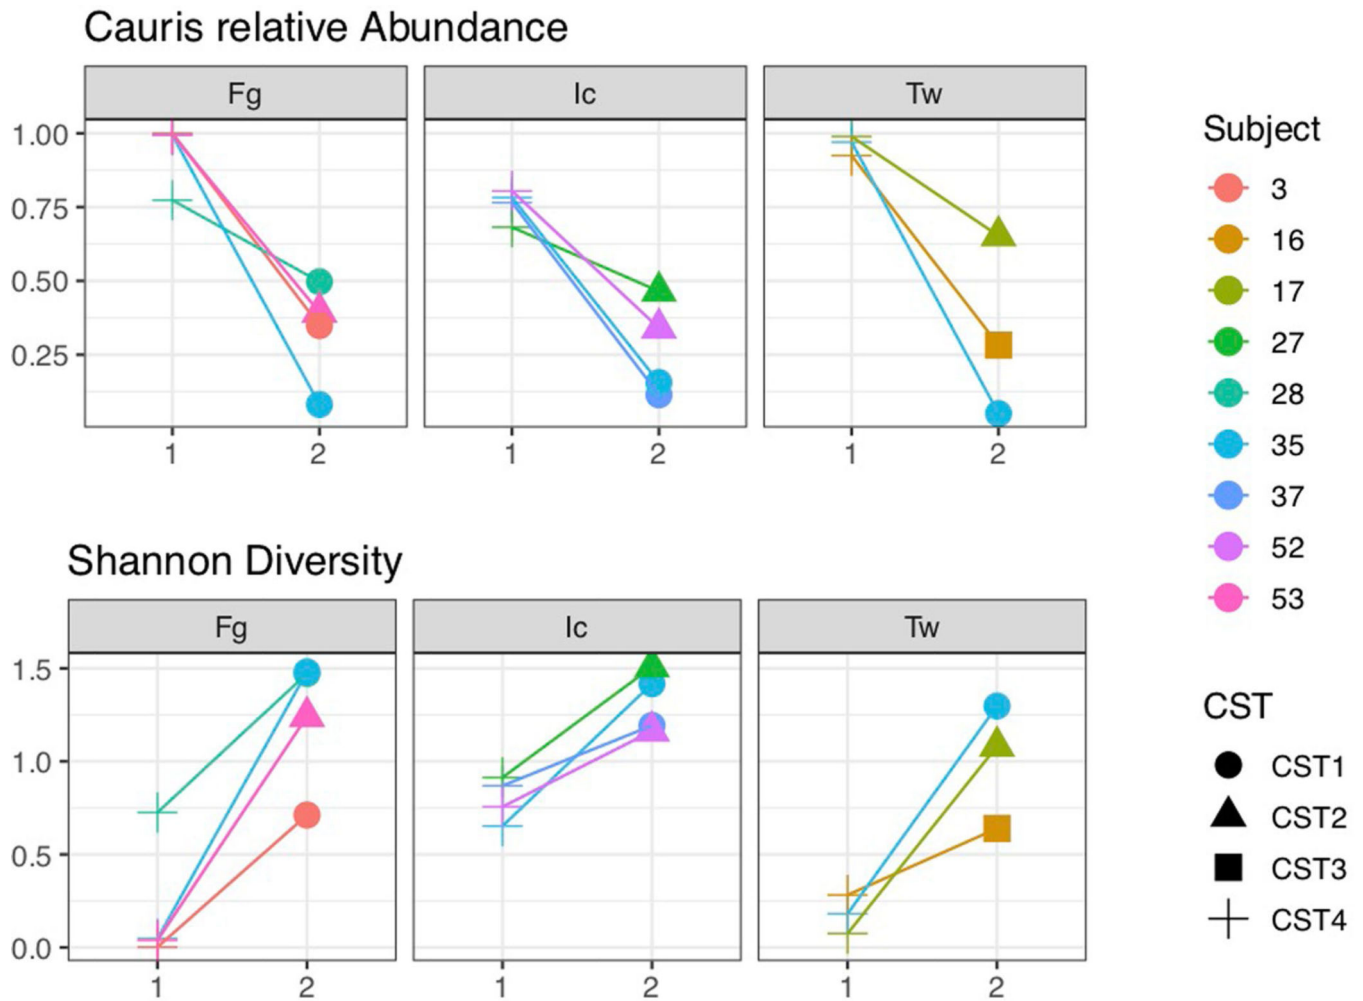 Cauris relative Abundance
Fg Ic Tw
1.00
0.75
0.50
0.25
1 2 1 2 1 2
Shannon Diversity
Fg Ic Tw
1.5
1.0
0.5
0.0
1 2 1 2 1 2
Subject
3
16
17
27
28
35
37
52
53
CST
CST1
CST2
CST3
CST4